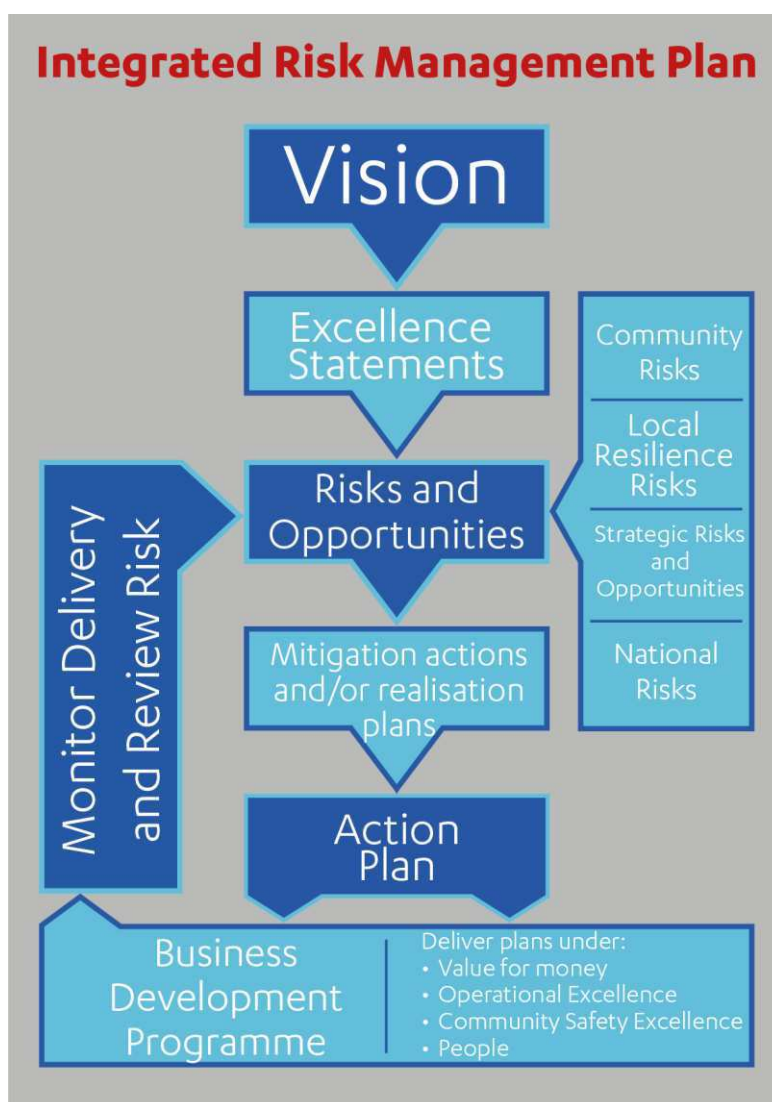 Integrated Risk Management Plan
Vision
Excellence
Statements
Community
Risks
Local
Resilience
Risks
Strategic Risks
and
Opportunities
National
Risks
Risks and
Opportunities
Monitor Delivery
and Review Risk
Mitigation actions
and/or realisation
plans
Action
Plan
Business
Development
Programme
Deliver plans under:
• Value for money
• Operational Excellence
• Community Safety Excellence
• People